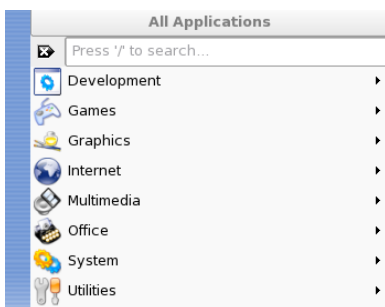 All Applications
Press '/' to search...
Development
Games
Graphics
Internet
Multimedia
Office
System
Utilities